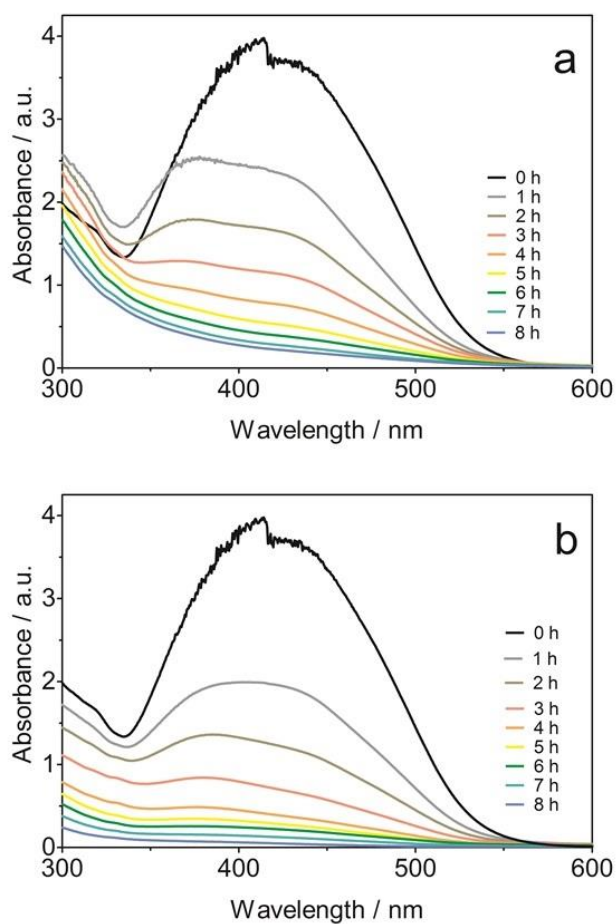 a
4
3
2
1
0
Absorbance / a.u.
0 h
1 h
2 h
3 h
4 h
5 h
6 h
7 h
8 h
300
400
500
600
Wavelength / nm
b
4
3
2
1
0
Absorbance / a.u.
0 h
1 h
2 h
3 h
4 h
5 h
6 h
7 h
8 h
300
400
500
600
Wavelength / nm